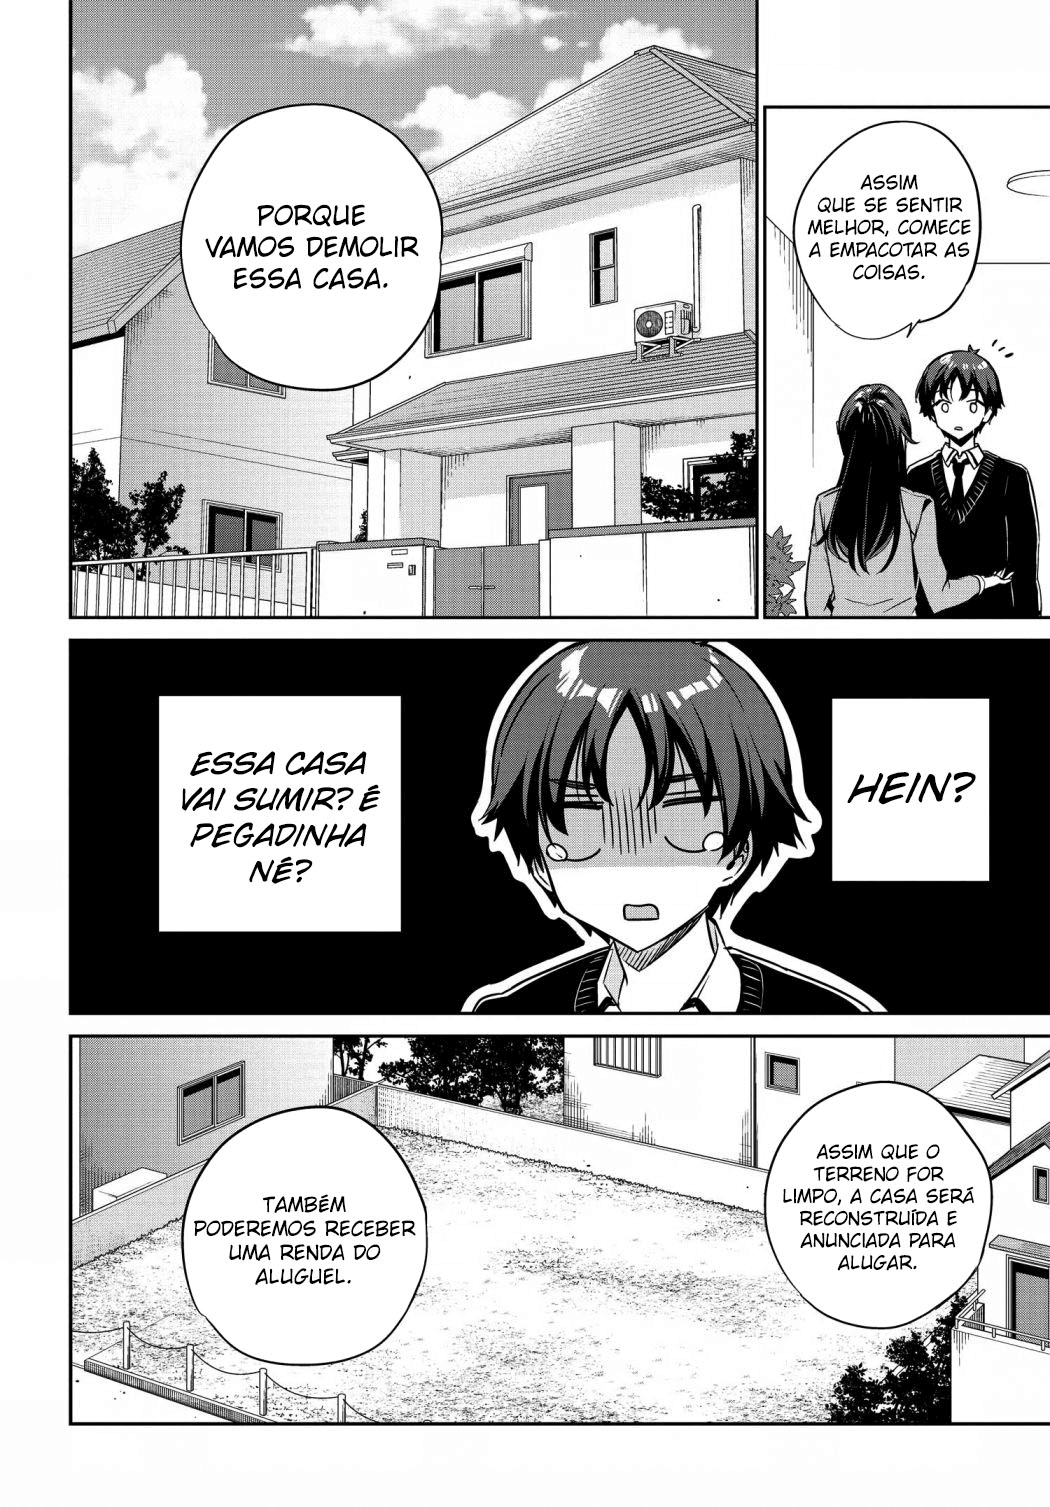 ASSIM
QUE SE SENTIR
MELHOR, COMECE
A EMPACOTAR AS
COISAS.
PORQUE
VAMOS DEMOLIR
ESSA CASA.
HEIN?
ESSA CASA
VAI SUMIR? É
PEGADINHA
NÉ?
ASSIM QUE O
TERRENO FOR
LIMPO, A CASA SERÁ
RECONSTRUÍDA E
ANUNCIADA PARA
ALUGAR.
TAMBÉM
PODEREMOS RECEBER
UMA RENDA DO
ALUGUEL.